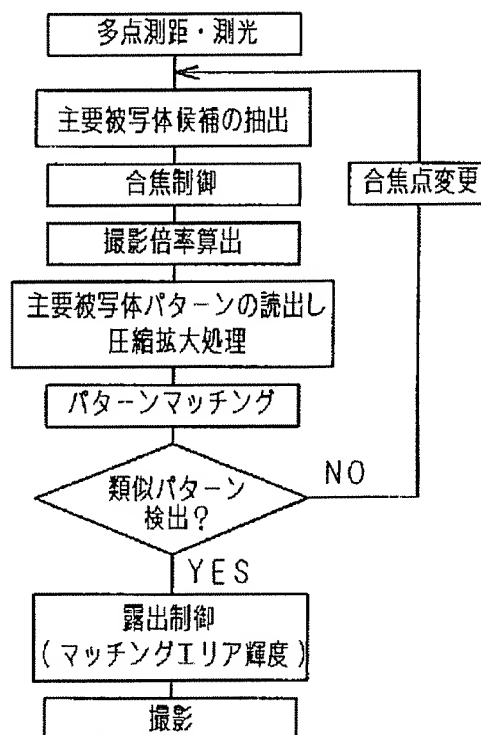 多点測距・測光
主要被写体候補の抽出
合焦制御
合焦点変更
撮影倍率算出
主要被写体パターンの読出し
圧縮拡大処理
パターンマッチング
類似パターン
検出?
NO
YES
露出制御
(マッチングエリア輝度)
撮影